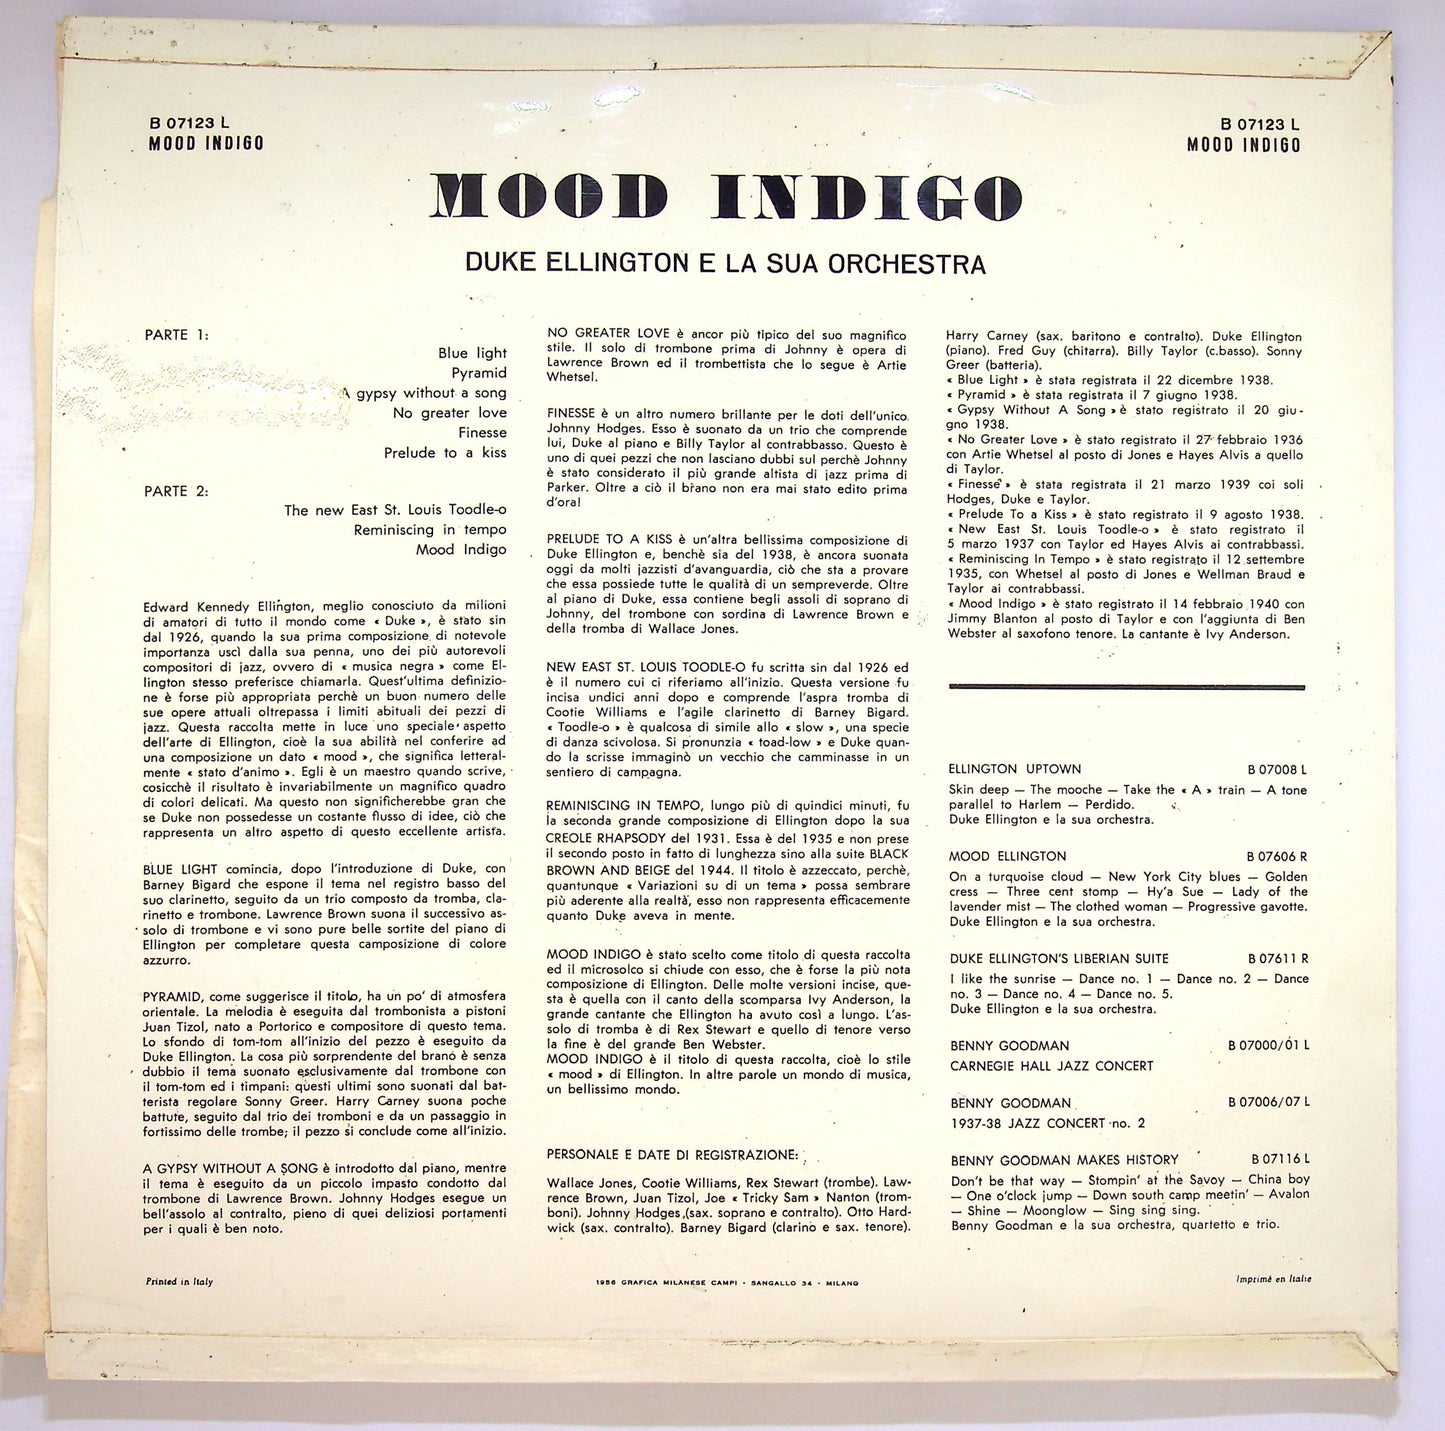 B 07123 L
MOOD INDIGO
B 07123 L
MOOD INDIGO
MOOD INDIGO
DUKE ELLINGTON E LA SUA ORCHESTRA
PARTE 1:
Blue light
Pyramid
A gypsy without a song
No greater love
Finesse
Prelude to a kiss
PARTE 2:
The new East St. Louis Toodle-o
Reminiscing in tempo
Mood Indigo
Edward Kennedy Ellington, meglio conosciuto da milioni
di amatori di tutto il mondo come « Duke », è stato sin
dal 1926, quando la sua prima composizione di notevole
importanza uscì dalla sua penna, uno dei più autorevoli
compositori di jazz, ovvero di « musica negra » come El-
lington stesso preferisce chiamarla. Quest'ultima definizio-
ne è forse più appropriata perchè un buon numero delle
sue opere attuali oltrepassa i limiti abituali dei pezzi di
jazz. Questa raccolta mette in luce uno speciale aspetto
dell'arte di Ellington, cioè la sua abilità nel conferire ad
una composizione un dato « mood », che significa letteral-
mente « stato d'animo ». Egli è un maestro quando scrive,
cosicchè il risultato è invariabilmente un magnifico quadro
di colori delicati. Ma questo non significherebbe gran che
se Duke non possedesse un costante flusso di idee, ciò che
rappresenta un altro aspetto di questo eccellente artista.
BLUE LIGHT comincia, dopo l'introduzione di Duke, con
Barney Bigard che espone il tema nel registro basso del
suo clarinetto, seguito da un trio composto da tromba, cla-
rinetto e trombone. Lawrence Brown suona il successivo as-
solo di trombone e vi sono pure belle sortite del piano di
Ellington per completare questa camposizione di colore
azzurro.
PYRAMID, come suggerisce il titolo, ha un po' di atmosfera
orientale. La melodia è eseguita dal trombonista a pistoni
Juan Tizol, nato a Portorico e compositore di questo tema.
Lo sfondo di tom-tom all'inizio del pezzo è eseguito da
Duke Ellington. La cosa più sorprendente del brano è senza
dubbio il tema suonato esclusivamente dal trombone con
il tom-tom ed i timpani: questi ultimi sono suonati dal bat-
terista regolare Sonny Greer. Harry Carney suona poche
battute, seguito dal trio dei tromboni e da un passaggio in
fortissimo delle trombe; il pezzo si conclude come all'inizio.
A GYPSY WITHOUT A SONG è introdotto dal piano, mentre
il tema è eseguito da un piccolo impasto condotto dal
trombone di Lawrence Brown. Johnny Hodges esegue un
bell'assolo al contralto, pieno di quei deliziosi portamenti
per i quali è ben noto.
NO GREATER LOVE è ancor più tipico del suo magnifico
stile. Il solo di trombone prima di Johnny è opera di
Lawrence Brown ed il trombettista che lo segue è Artie
Whetsel.
FINESSE è un altro numero brillante per le doti dell'unico
Johnny Hodges. Esso è suonato da un trio che comprende
lui, Duke al piano e Billy Taylor al contrabbasso. Questo è
uno di quei pezzi che non lasciano dubbi sul perchè Johnny
è stato considerato il più grande altista di jazz prima di
Parker. Oltre a ciò il brano non era mai stato edito prima
d'ora!
PRELUDE TO A KISS è un'altra bellissima composizione di
Duke Ellington e, benchè sia del 1938, è ancora suonata
oggi da molti jazzisti d'avanguardia, ciò che sta a provare
che essa possiede tutte le qualità di un sempreverde. Oltre
al piano di Duke, essa contiene begli assoli di soprano di
Johnny, del trombone con sordina di Lawrence Brown e
della tromba di Wallace Jones.
NEW EAST ST. LOUIS TOODLE-O fu scritta sin dal 1926 ed
è il numero cui ci riferiamo all'inizio. Questa versione fu
incisa undici anni dopo e comprende l'aspra tromba di
Cootie Williams e l'agile clarinetto di Barney Bigard.
« Toodle-o » è qualcosa di simile allo « slow », una specie
di danza scivolosa. Si pronunzia « toad-low » e Duke quan-
do la scrisse immaginò un vecchio che camminasse in un
sentiero di campagna.
REMINISCING IN TEMPO, lungo più di quindici minuti, fu
la seconda grande composizione di Ellington dopo la sua
CREOLE RHAPSODY del 1931. Essa è del 1935 e non prese
il secondo posto in fatto di lunghezza sino alla suite BLACK
BROWN AND BEIGE del 1944. Il titolo è azzeccato, perchè,
quantunque « Variazioni su di un tema » possa sembrare
più aderente alla realtà, esso non rappresenta efficacemente
quanto Duke aveva in mente.
MOOD INDIGO è stato scelto come titolo di questa raccolta
ed il microsolco si chiude con esso, che è forse la più nota
composizione di Ellington. Delle molte versioni incise, que-
sta è quella con il canto della scomparsa Ivy Anderson, la
grande cantante che Ellington ha avuto così a lungo. L'as-
solo di tromba è di Rex Stewart e quello di tenore verso
la fine è del grande Ben Webster.
MOOD INDIGO è il titolo di questa raccolta, cioè lo stile
« mood » di Ellington. In altre parole un mondo di musica,
un bellissimo mondo.
PERSONALE E DATE DI REGISTRAZIONE:
Wallace Jones, Cootie Williams, Rex Stewart (trombe). Law-
rence Brown, Juan Tizol, Joe « Tricky Sam » Nanton (trom-
boni). Johnny Hodges (sax. soprano e contralto). Otto Hard-
wick (sax. contralto). Barney Bigard (clarino e sax. tenore).
Harry Carney (sax. baritono e contralto). Duke Ellington
(piano). Fred Guy (chitarra). Billy Taylor (c.basso). Sonny
Greer (batteria).
« Blue Light » è stata registrata il 22 dicembre 1938.
« Pyramid » è stata registrata il 7 giugno 1938.
« Gypsy Without A Song » è stato registrato il 20 giu-
gno 1938.
« No Greater Love » è stato registrato il 27 febbraio 1936
con Artie Whetsel al posto di Jones e Hayes Alvis a quello
di Taylor.
« Finesse » è stata registrata il 21 marzo 1939 coi soli
Hodges, Duke e Taylor.
« Prelude To a Kiss » è stato registrato il 9 agosto 1938.
« New East St. Louis Toodle-o » è stato registrato il
5 marzo 1937 con Taylor ed Hayes Alvis ai contrabbassi.
« Reminiscing In Tempo » è stato registrato il 12 settembre
1935, con Whetsel al posto di Jones e Wellman Braud e
Taylor ai contrabbassi.
« Mood Indigo » è stato registrato il 14 febbraio 1940 con
Jimmy Blanton al posto di Taylor e con l'aggiunta di Ben
Webster al saxofono tenore. La cantante è Ivy Anderson.
ELLINGTON UPTOWN B 07008 L
Skin deep — The mooche — Take the « A » train — A tone
parallel to Harlem — Perdido.
Duke Ellington e la sua orchestra.
MOOD ELLINGTON B 07606 R
On a turquoise cloud — New York City blues — Golden
cress — Three cent stomp — Hy'a Sue — Lady of the
lavender mist — The clothed woman — Progressive gavotte.
Duke Ellington e la sua orchestra.
DUKE ELLINGTON'S LIBERIAN SUITE B 07611 R
I like the sunrise — Dance no. 1 — Dance no. 2 — Dance
no. 3 — Dance no. 4 — Dance no. 5.
Duke Ellington e la sua orchestra.
BENNY GOODMAN B 07000/01 L
CARNEGIE HALL JAZZ CONCERT
BENNY GOODMAN B 07006/07 L
1937-38 JAZZ CONCERT no. 2
BENNY GOODMAN MAKES HISTORY B 07116 L
Don't be that way — Stompin' at the Savoy — China boy
— One o'clock jump — Down south camp meetin' — Avalon
— Shine — Moonglow — Sing sing sing.
Benny Goodman e la sua orchestra, quartetto e trio.
Printed in Italy
1956 GRAFICA MILANESE CAMPI - SANGALLO 34 - MILANO
Imprimé en Italie